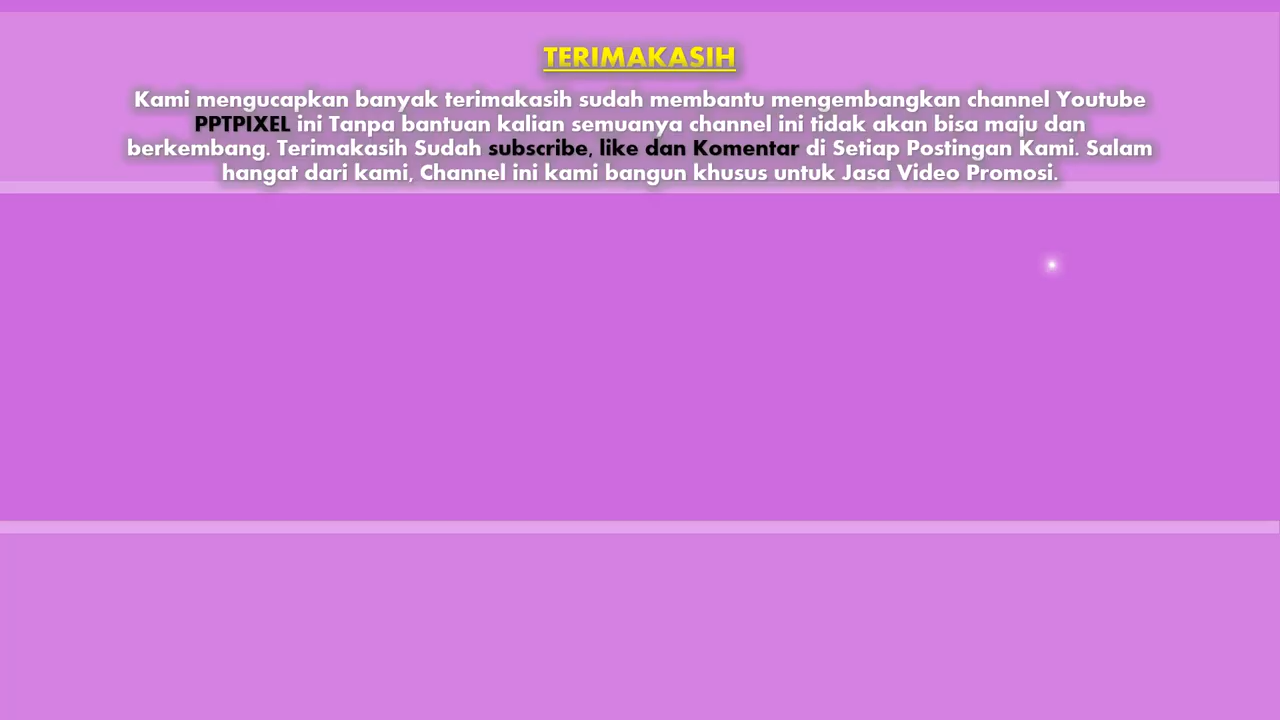 TERIMAKASIH
Kami mengucapkan banyak terimakasih sudah membantu mengembangkan channel Youtube
PPTPIXEL ini Tanpa bantuan kalian semuanya channel ini tidak akan bisa maju dan
berkembang. Terimakasih Sudah subscribe, like dan Komentar di Setiap Postingan Kami. Salam
hangat dari kami, Channel ini kami bangun khusus untuk Jasa Video Promosi.